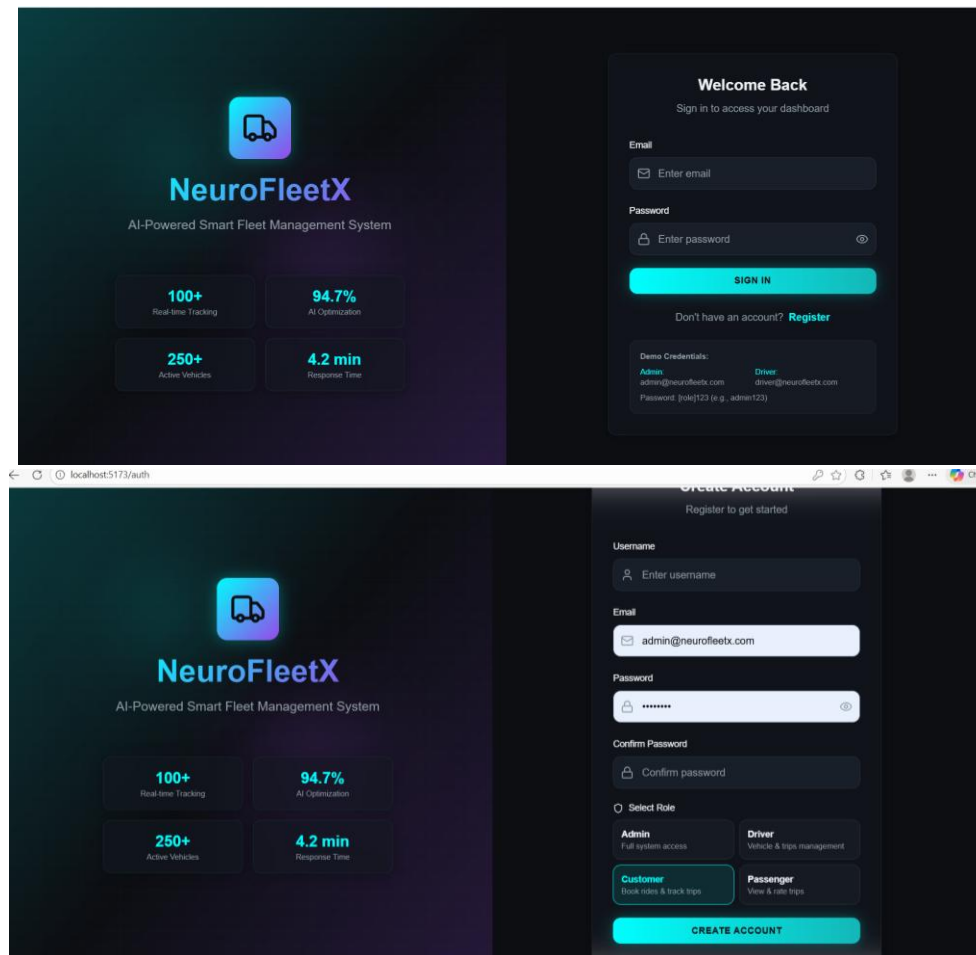 Welcome Back
Sign in to access your dashboard
Email
Enter email
Password
Enter password
SIGN IN
Don't have an account? Register
Demo Credentials:
Admin: Driver:
admin@neurofleetx.com driver@neurofleetx.com
Password: [role]123 (e.g., admin123)
NeuroFleetX
AI-Powered Smart Fleet Management System
100+ 94.7%
Real-time Tracking AI Optimization
250+ 4.2 min
Active Vehicles Response Time
localhost:5173/auth
Create Account
Register to get started
Username
Enter username
Email
admin@neurofleetx.com
Password
Confirm Password
Confirm password
Select Role
Admin Driver
Full system access Vehicle & trips management
Customer Passenger
Book rides & track trips View & rate trips
CREATE ACCOUNT
NeuroFleetX
AI-Powered Smart Fleet Management System
100+ 94.7%
Real-time Tracking AI Optimization
250+ 4.2 min
Active Vehicles Response Time